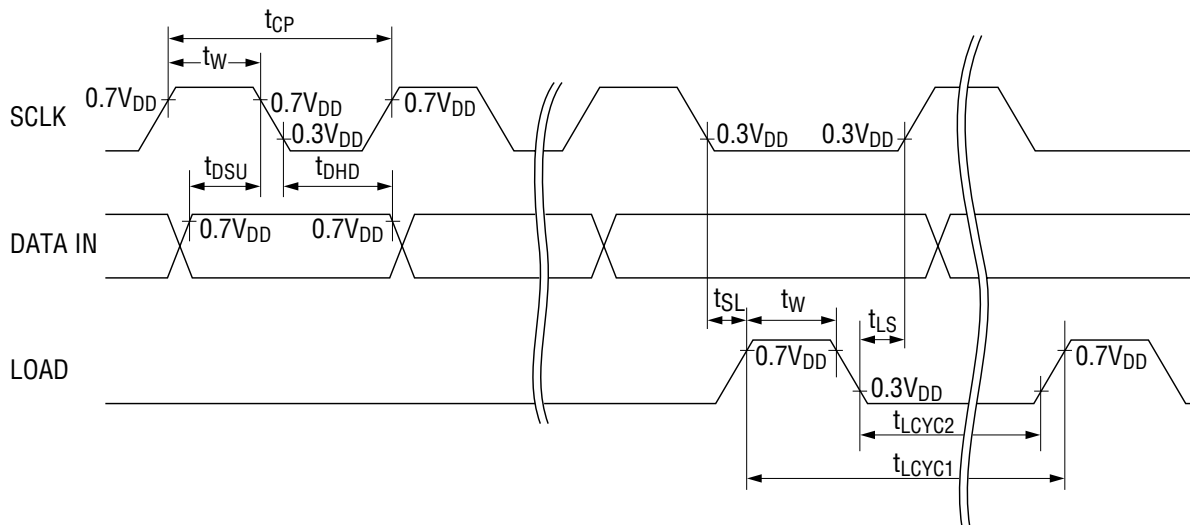 tCP
tW
0.7VDD
0.7VDD
0.7VDD
SCLK
0.3VDD
0.3VDD
0.3VDD
tDSU
tDHD
0.7VDD
0.7VDD
DATA IN
tSL
tW
tLS
0.7VDD
0.7VDD
LOAD
0.3VDD
tLCYC2
tLCYC1